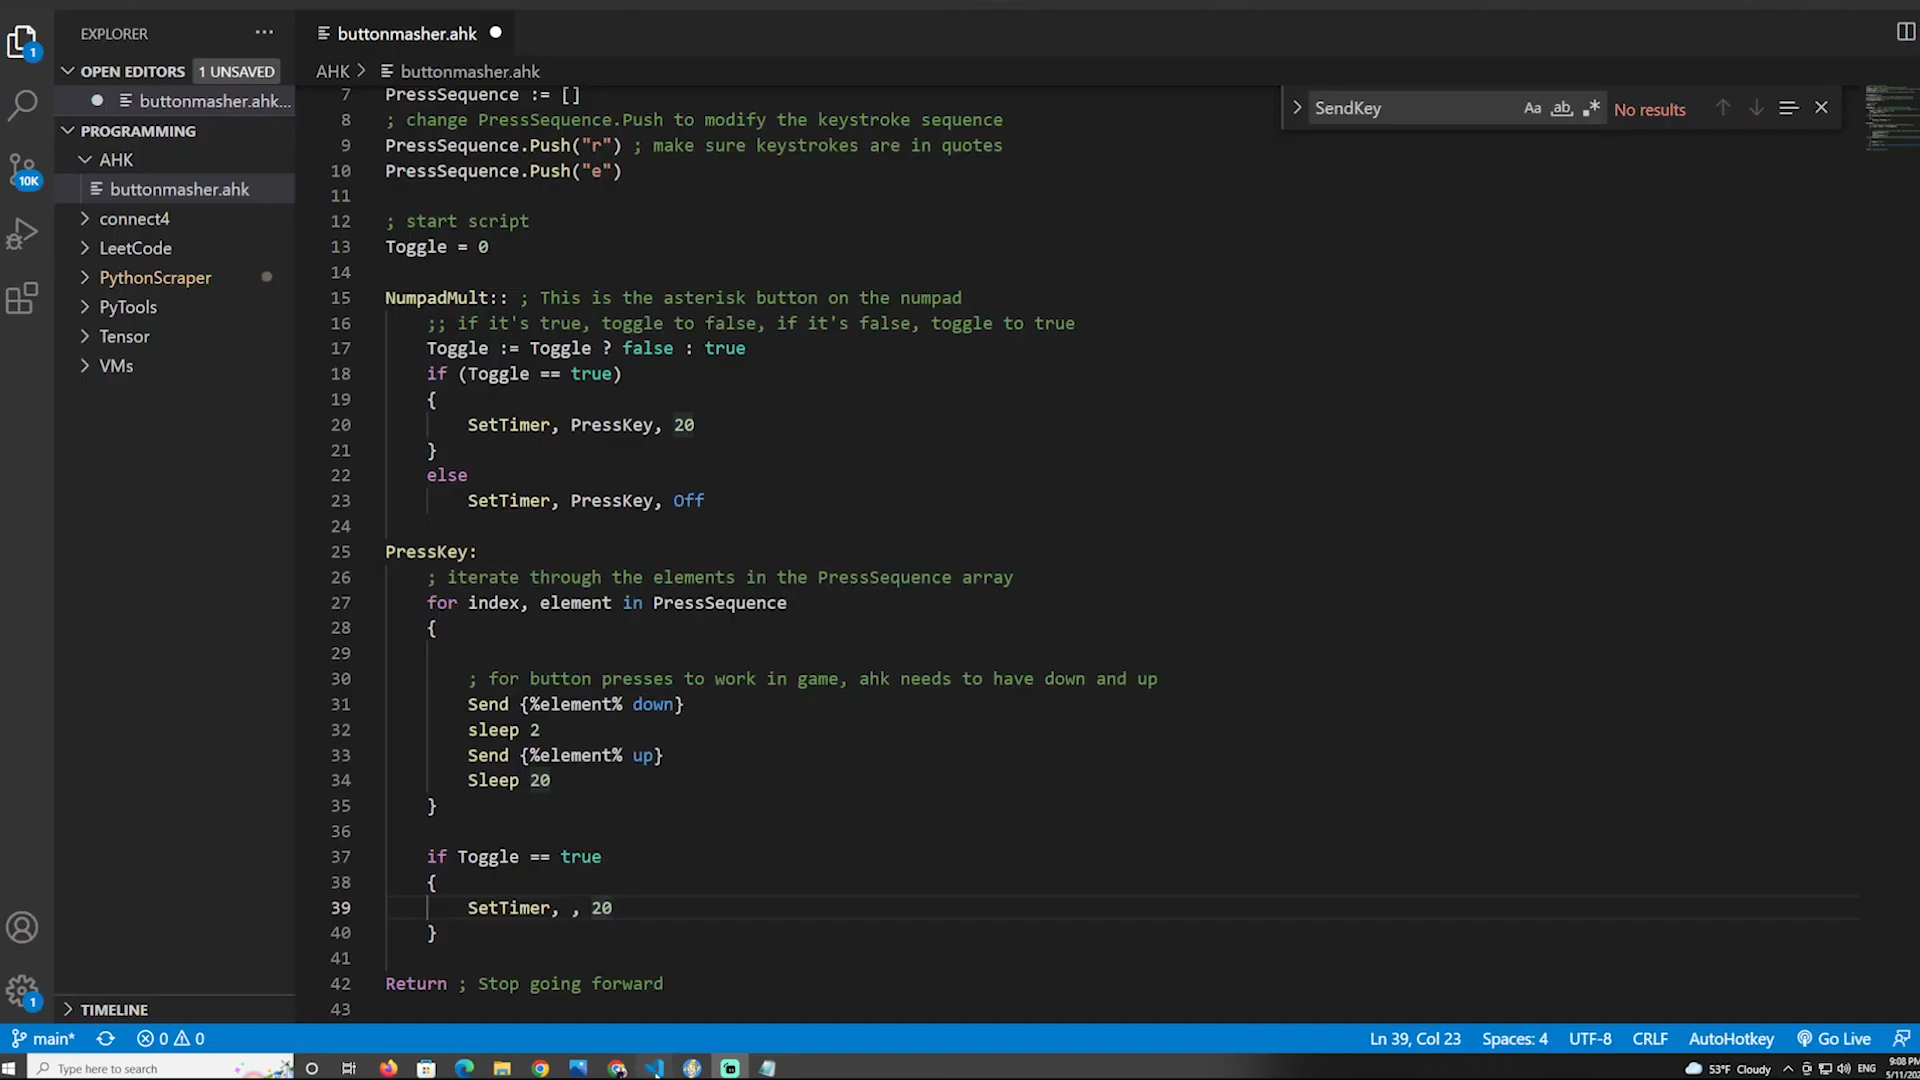 EXPLORER
OPEN EDITORS 1 UNSAVED
buttonmasher.ahk...
PROGRAMMING
AHK
buttonmasher.ahk
connect4
LeetCode
PythonScraper
PyTools
Tensor
VMs
TIMELINE
1
10K
1
buttonmasher.ahk
AHK > buttonmasher.ahk
SendKey Aa ab .* No results
7 PressSequence := []
8 ; change PressSequence.Push to modify the keystroke sequence
9 PressSequence.Push("r") ; make sure keystrokes are in quotes
10 PressSequence.Push("e")
11
12 ; start script
13 Toggle = 0
14
15 NumpadMult:: ; This is the asterisk button on the numpad
16 ;; if it's true, toggle to false, if it's false, toggle to true
17 Toggle := Toggle ? false : true
18 if (Toggle == true)
19 {
20 SetTimer, PressKey, 20
21 }
22 else
23 SetTimer, PressKey, Off
24
25 PressKey:
26 ; iterate through the elements in the PressSequence array
27 for index, element in PressSequence
28 {
29
30 ; for button presses to work in game, ahk needs to have down and up
31 Send {%element% down}
32 sleep 2
33 Send {%element% up}
34 Sleep 20
35 }
36
37 if Toggle == true
38 {
39 SetTimer, , 20
40 }
41
42 Return ; Stop going forward
43
main* 0 0 Ln 39, Col 23 Spaces: 4 UTF-8 CRLF AutoHotkey Go Live
Type here to search 53°F Cloudy ENG 9:08 PM